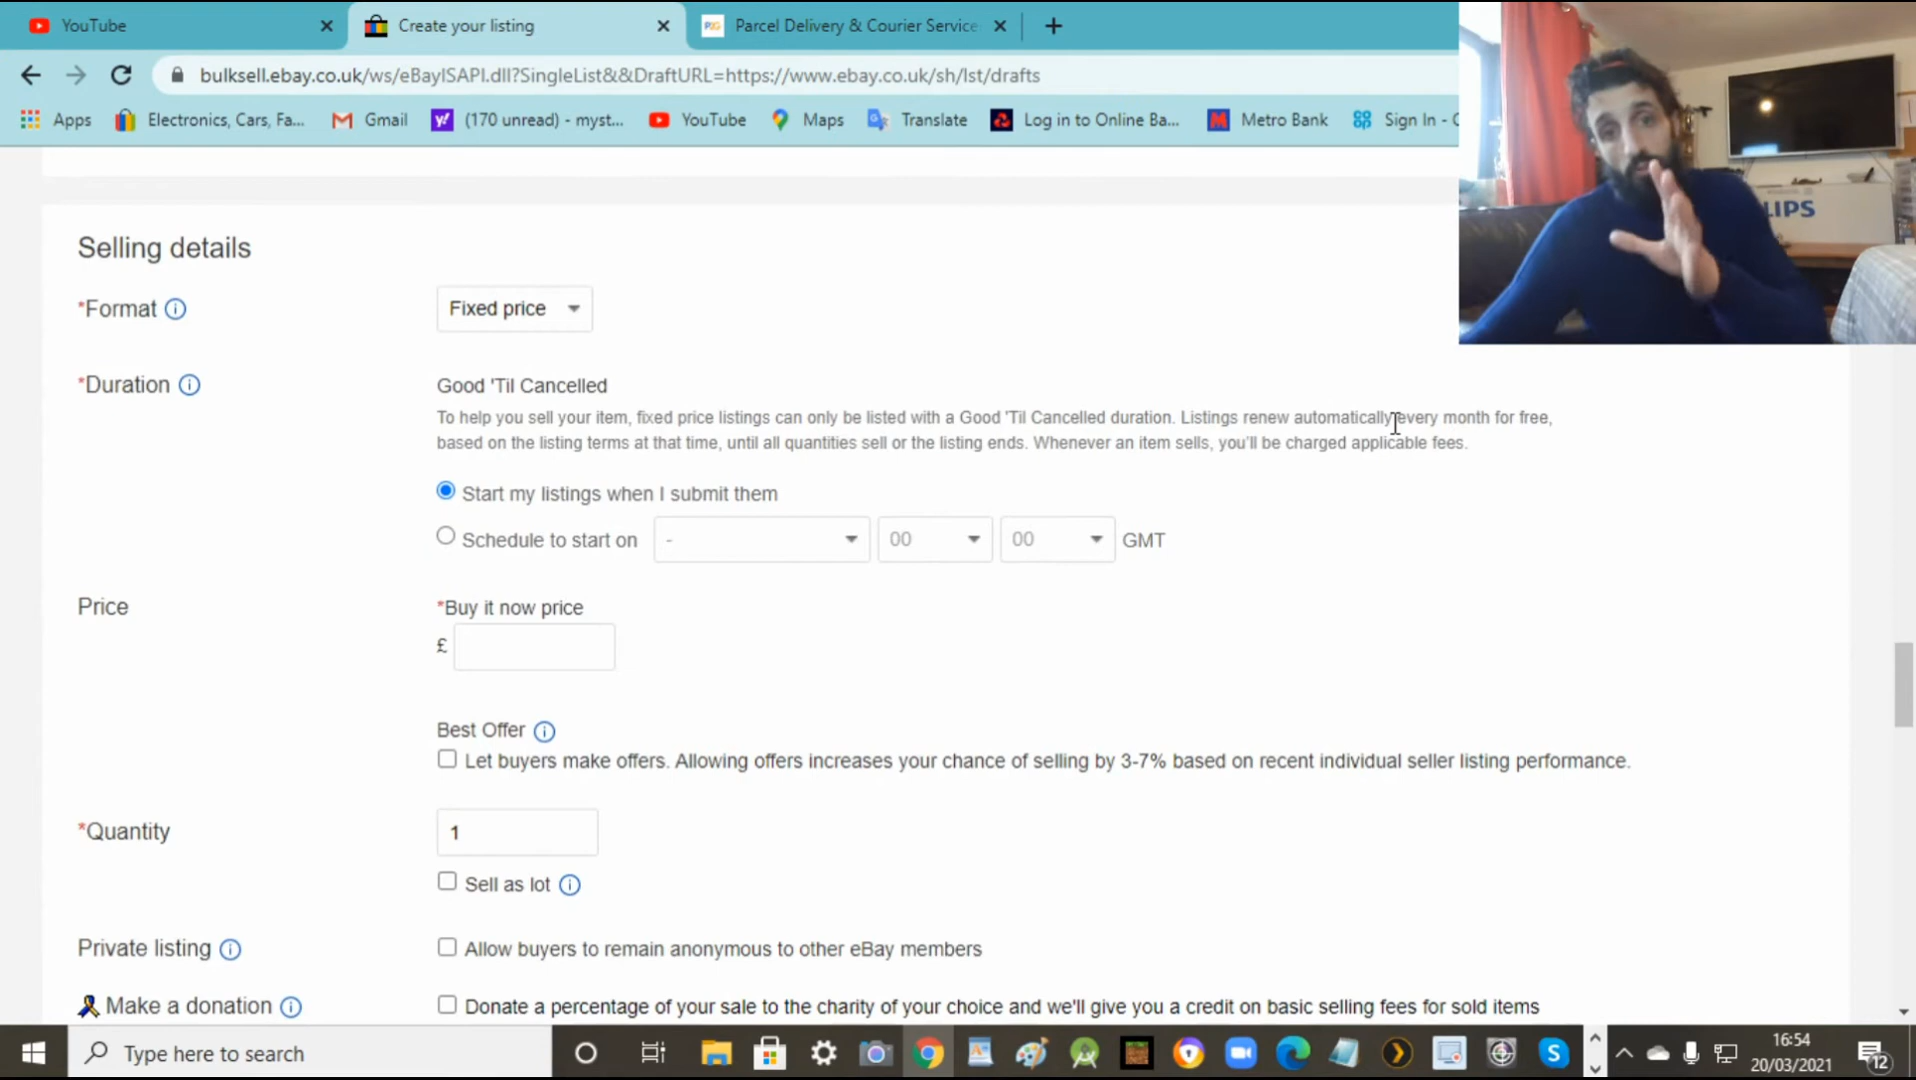 YouTube
Create your listing
Parcel Delivery & Courier Service
bulksell.ebay.co.uk/ws/eBayISAPI.dll?SingleList&&DraftURL=https://www.ebay.co.uk/sh/lst/drafts
Apps Electronics, Cars, Fa... Gmail (170 unread) - myst... YouTube Maps Translate Log in to Online Ba... Metro Bank Sign In -
LIPS
Selling details
*Format
Fixed price
*Duration
Good 'Til Cancelled
To help you sell your item, fixed price listings can only be listed with a Good 'Til Cancelled duration. Listings renew automatically every month for free,
based on the listing terms at that time, until all quantities sell or the listing ends. Whenever an item sells, you'll be charged applicable fees.
Start my listings when I submit them
Schedule to start on - 00 00 GMT
Price
*Buy it now price
£
Best Offer
Let buyers make offers. Allowing offers increases your chance of selling by 3-7% based on recent individual seller listing performance.
*Quantity
1
Sell as lot
Private listing
Allow buyers to remain anonymous to other eBay members
Make a donation
Donate a percentage of your sale to the charity of your choice and we'll give you a credit on basic selling fees for sold items
Type here to search
16:54
20/03/2021
12